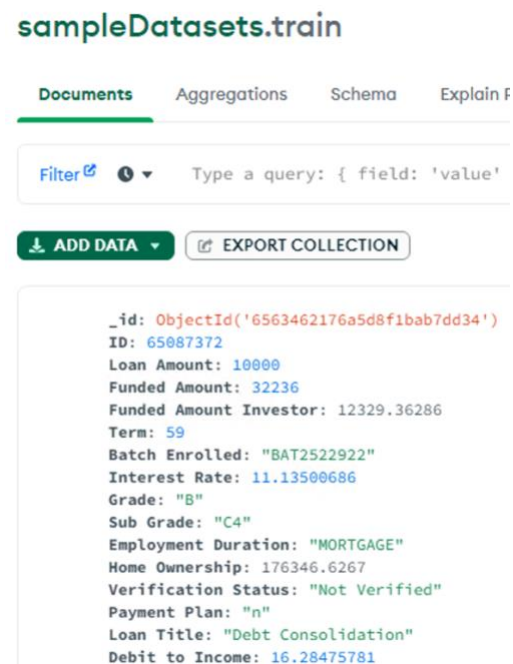 sampleDatasets.train
Documents Aggregations Schema Explain
Filter Type a query: { field: 'value'
ADD DATA EXPORT COLLECTION
_id: ObjectId('6563462176a5d8f1bab7dd34')
ID: 65087372
Loan Amount: 10000
Funded Amount: 32236
Funded Amount Investor: 12329.36286
Term: 59
Batch Enrolled: "BAT2522922"
Interest Rate: 11.13500686
Grade: "B"
Sub Grade: "C4"
Employment Duration: "MORTGAGE"
Home Ownership: 176346.6267
Verification Status: "Not Verified"
Payment Plan: "n"
Loan Title: "Debt Consolidation"
Debit to Income: 16.28475781